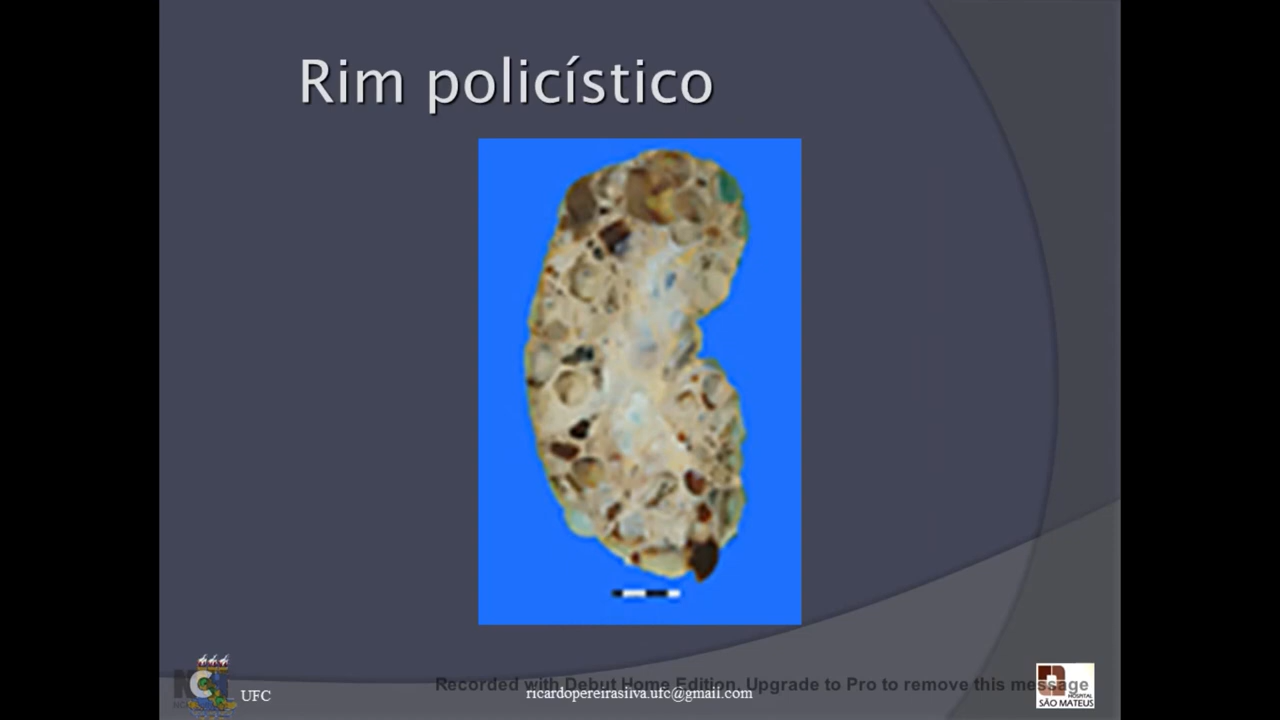 Rim policístico
Recorded with Debut Home Edition. Upgrade to Pro to remove this message
UFC
ricardopereirasilva.ufc@gmail.com
HOSPITAL
SÃO MATEUS